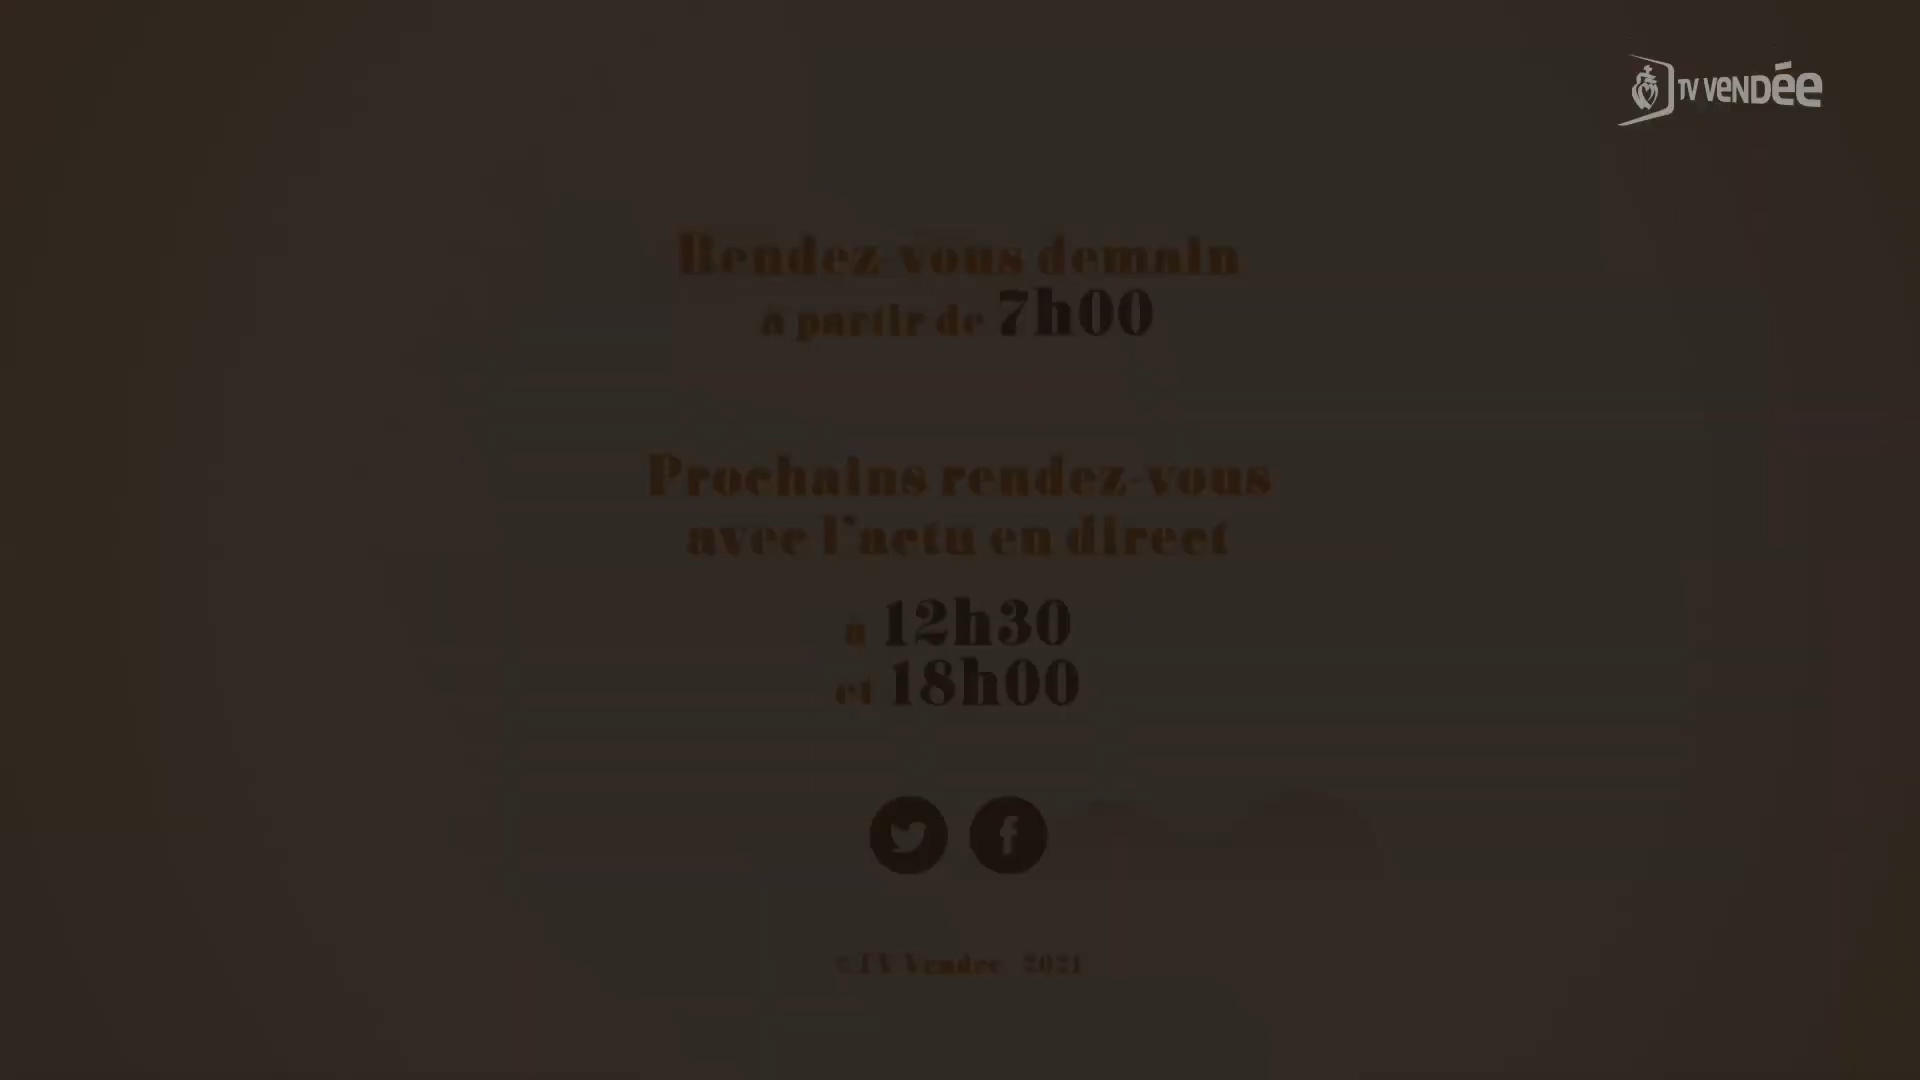 TV VENDÉE
Rendez-vous demain
à partir de 7h00
Prochains rendez-vous
avec l'actu en direct
à 12h30
et 18h00
©TV Vendée 2021